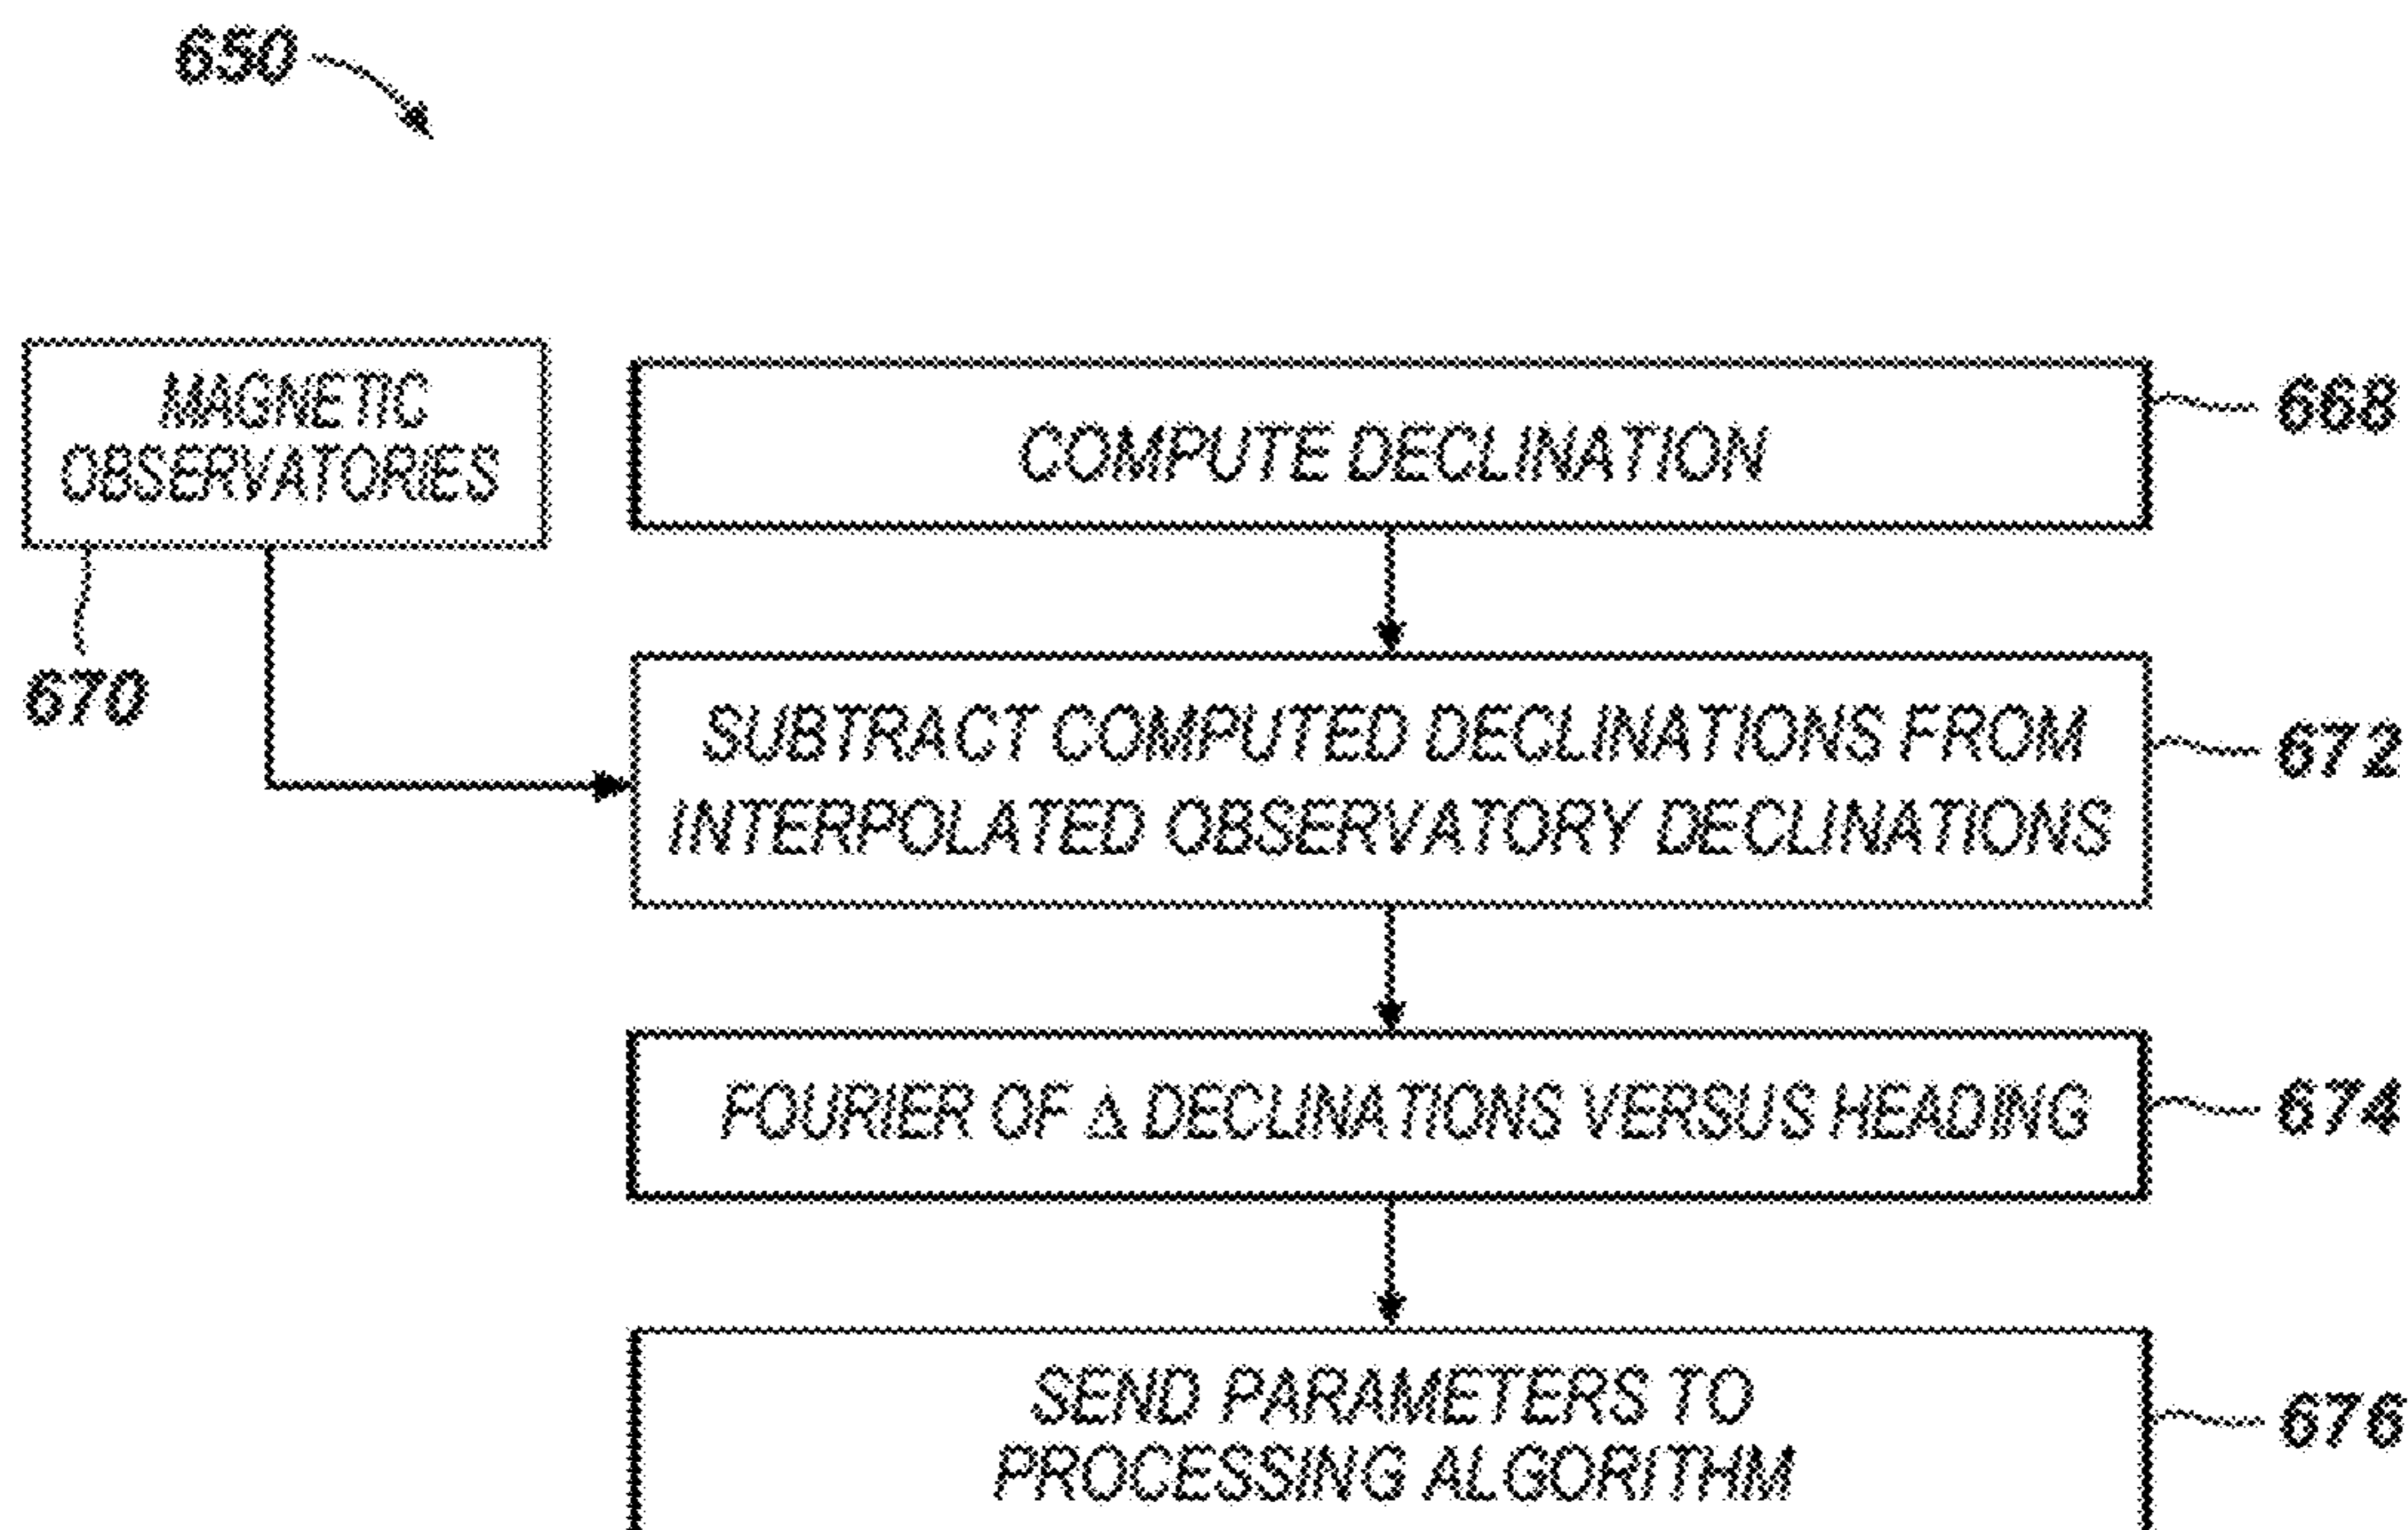 650
MAGNETIC
OBSERVATORIES
670
COMPUTE DECLINATION
668
SUBTRACT COMPUTED DECLINATIONS FROM
INTERPOLATED OBSERVATORY DECLINATIONS
672
FOURIER OF Δ DECLINATIONS VERSUS HEADING
674
SEND PARAMETERS TO
PROCESSING ALGORITHM
676